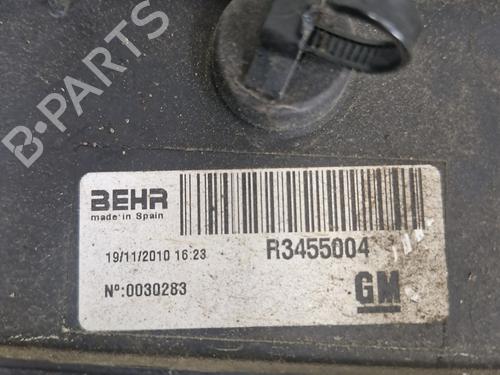 BEHR
made in Spain
19/11/2010 16:23
R3455004
Nº:0030283
GM
B-PARTS